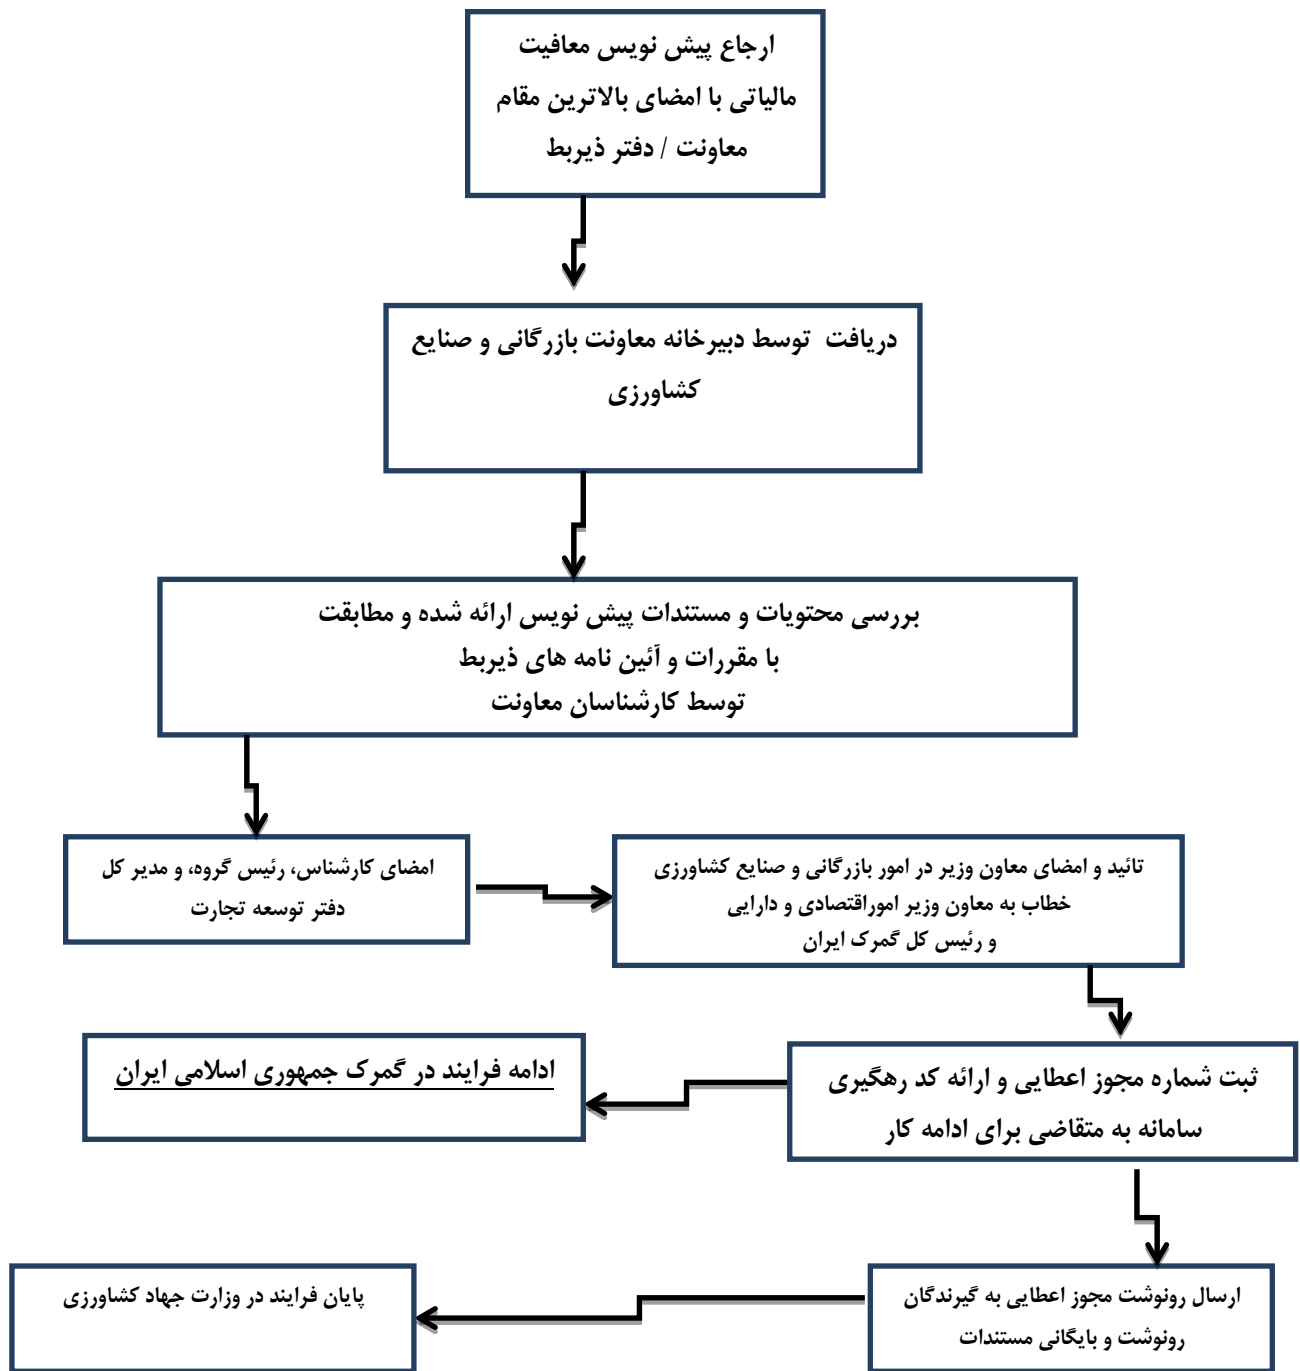 ارجاع پیش نویس معافیت
مالیاتی با امضای بالاترین مقام
معاونت / دفتر ذیربط
دریافت توسط دبیرخانه معاونت بازرگانی و صنایع
کشاورزی
بررسی محتویات و مستندات پیش نویس ارائه شده و مطابقت
با مقررات و آئین نامه های ذیربط
توسط کارشناسان معاونت
امضای کارشناس، رئیس گروه، و مدیر کل
دفتر توسعه تجارت
تائید و امضای معاون وزیر در امور بازرگانی و صنایع کشاورزی
خطاب به معاون وزیر اموراقتصادی و دارایی
و رئیس کل گمرک ایران
ثبت شماره مجوز اعطایی و ارائه کد رهگیری
سامانه به متقاضی برای ادامه کار
ادامه فرایند در گمرک جمهوری اسلامی ایران
ارسال رونوشت مجوز اعطایی به گیرندگان
رونوشت و بایگانی مستندات
پایان فرایند در وزارت جهاد کشاورزی